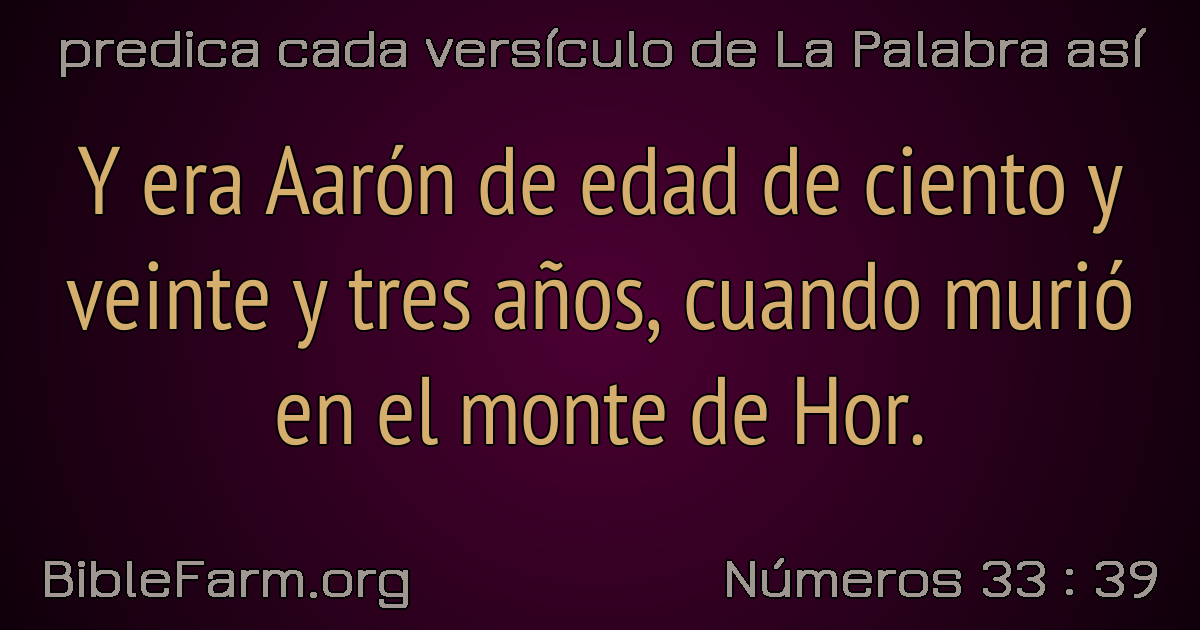 predica cada versículo de La Palabra así
Y era Aarón de edad de ciento y
veinte y tres años, cuando murió
en el monte de Hor.
BibleFarm.org
Números 33 : 39